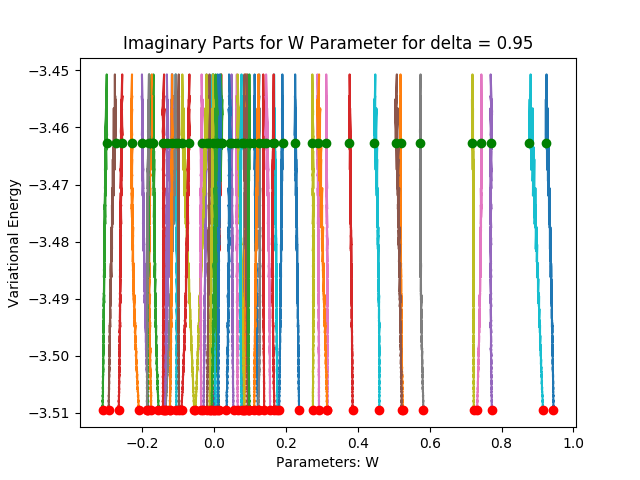 Imaginary Parts for W Parameter for delta = 0.95
Variational Energy
−3.45
−3.46
−3.47
−3.48
−3.49
−3.50
−3.51
−0.2 0.0 0.2 0.4 0.6 0.8 1.0
Parameters: W